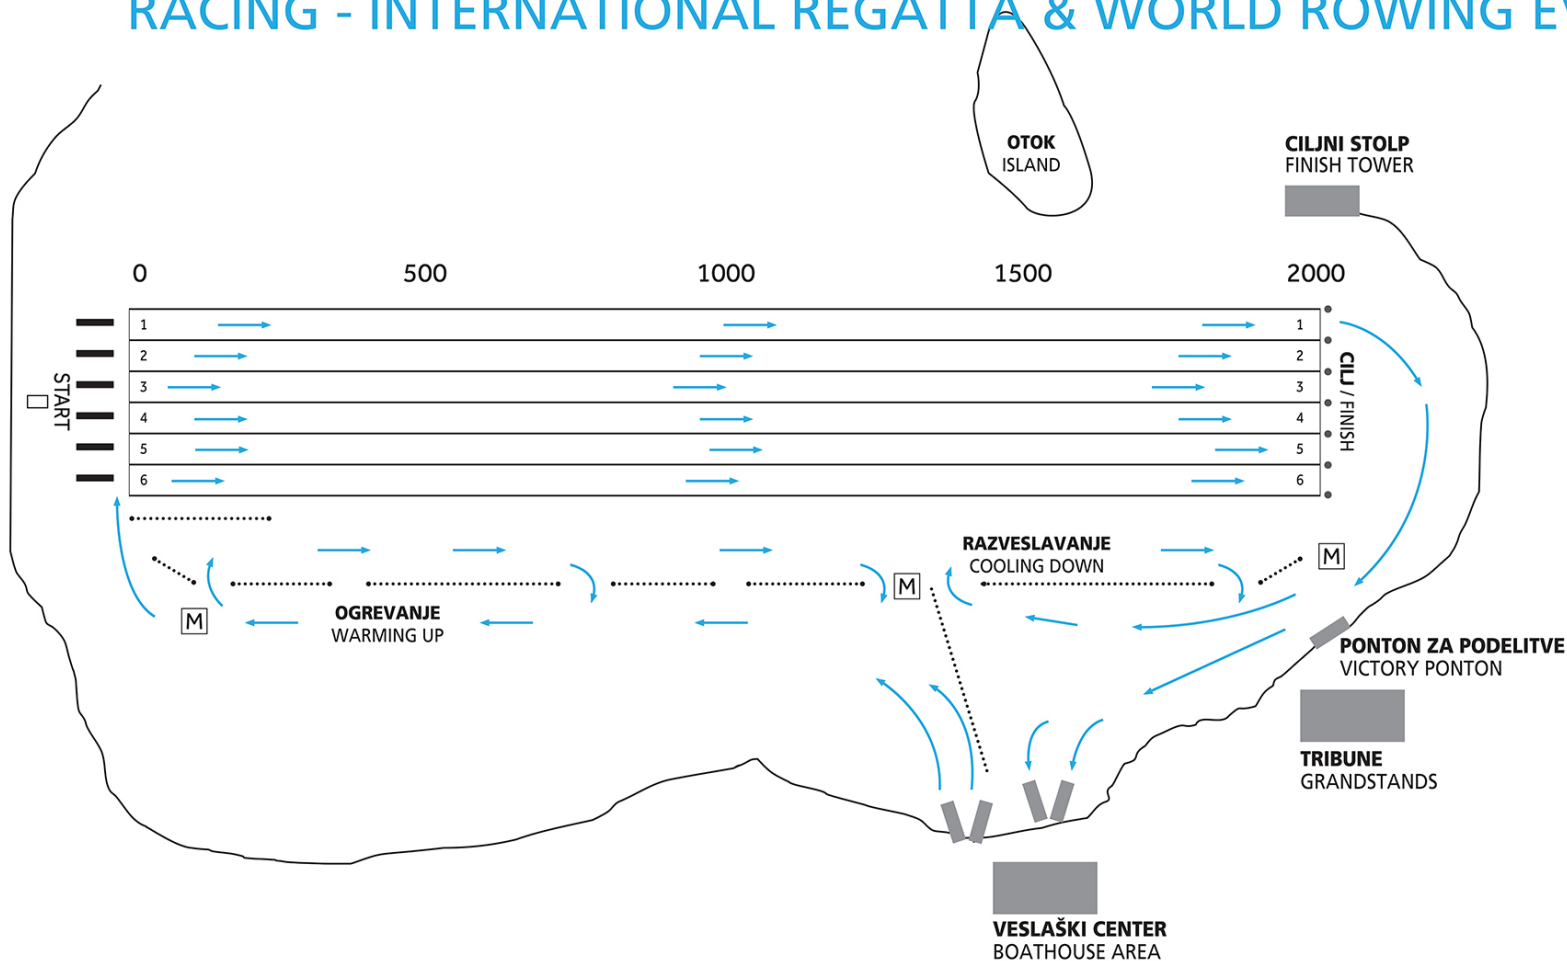 RACING - INTERNATIONAL REGATTA & WORLD ROWING
OTOK
ISLAND
CILJNI STOLP
FINISH TOWER
0 500 1000 1500 2000
1 1
2 2
3 3
4 4
5 5
6 6
START
CILJ / FINISH
RAZVESLAVANJE
COOLING DOWN
M
M
OGREVANJE
WARMING UP
M
PONTON ZA PODELITVE
VICTORY PONTON
TRIBUNE
GRANDSTANDS
VESLAŠKI CENTER
BOATHOUSE AREA